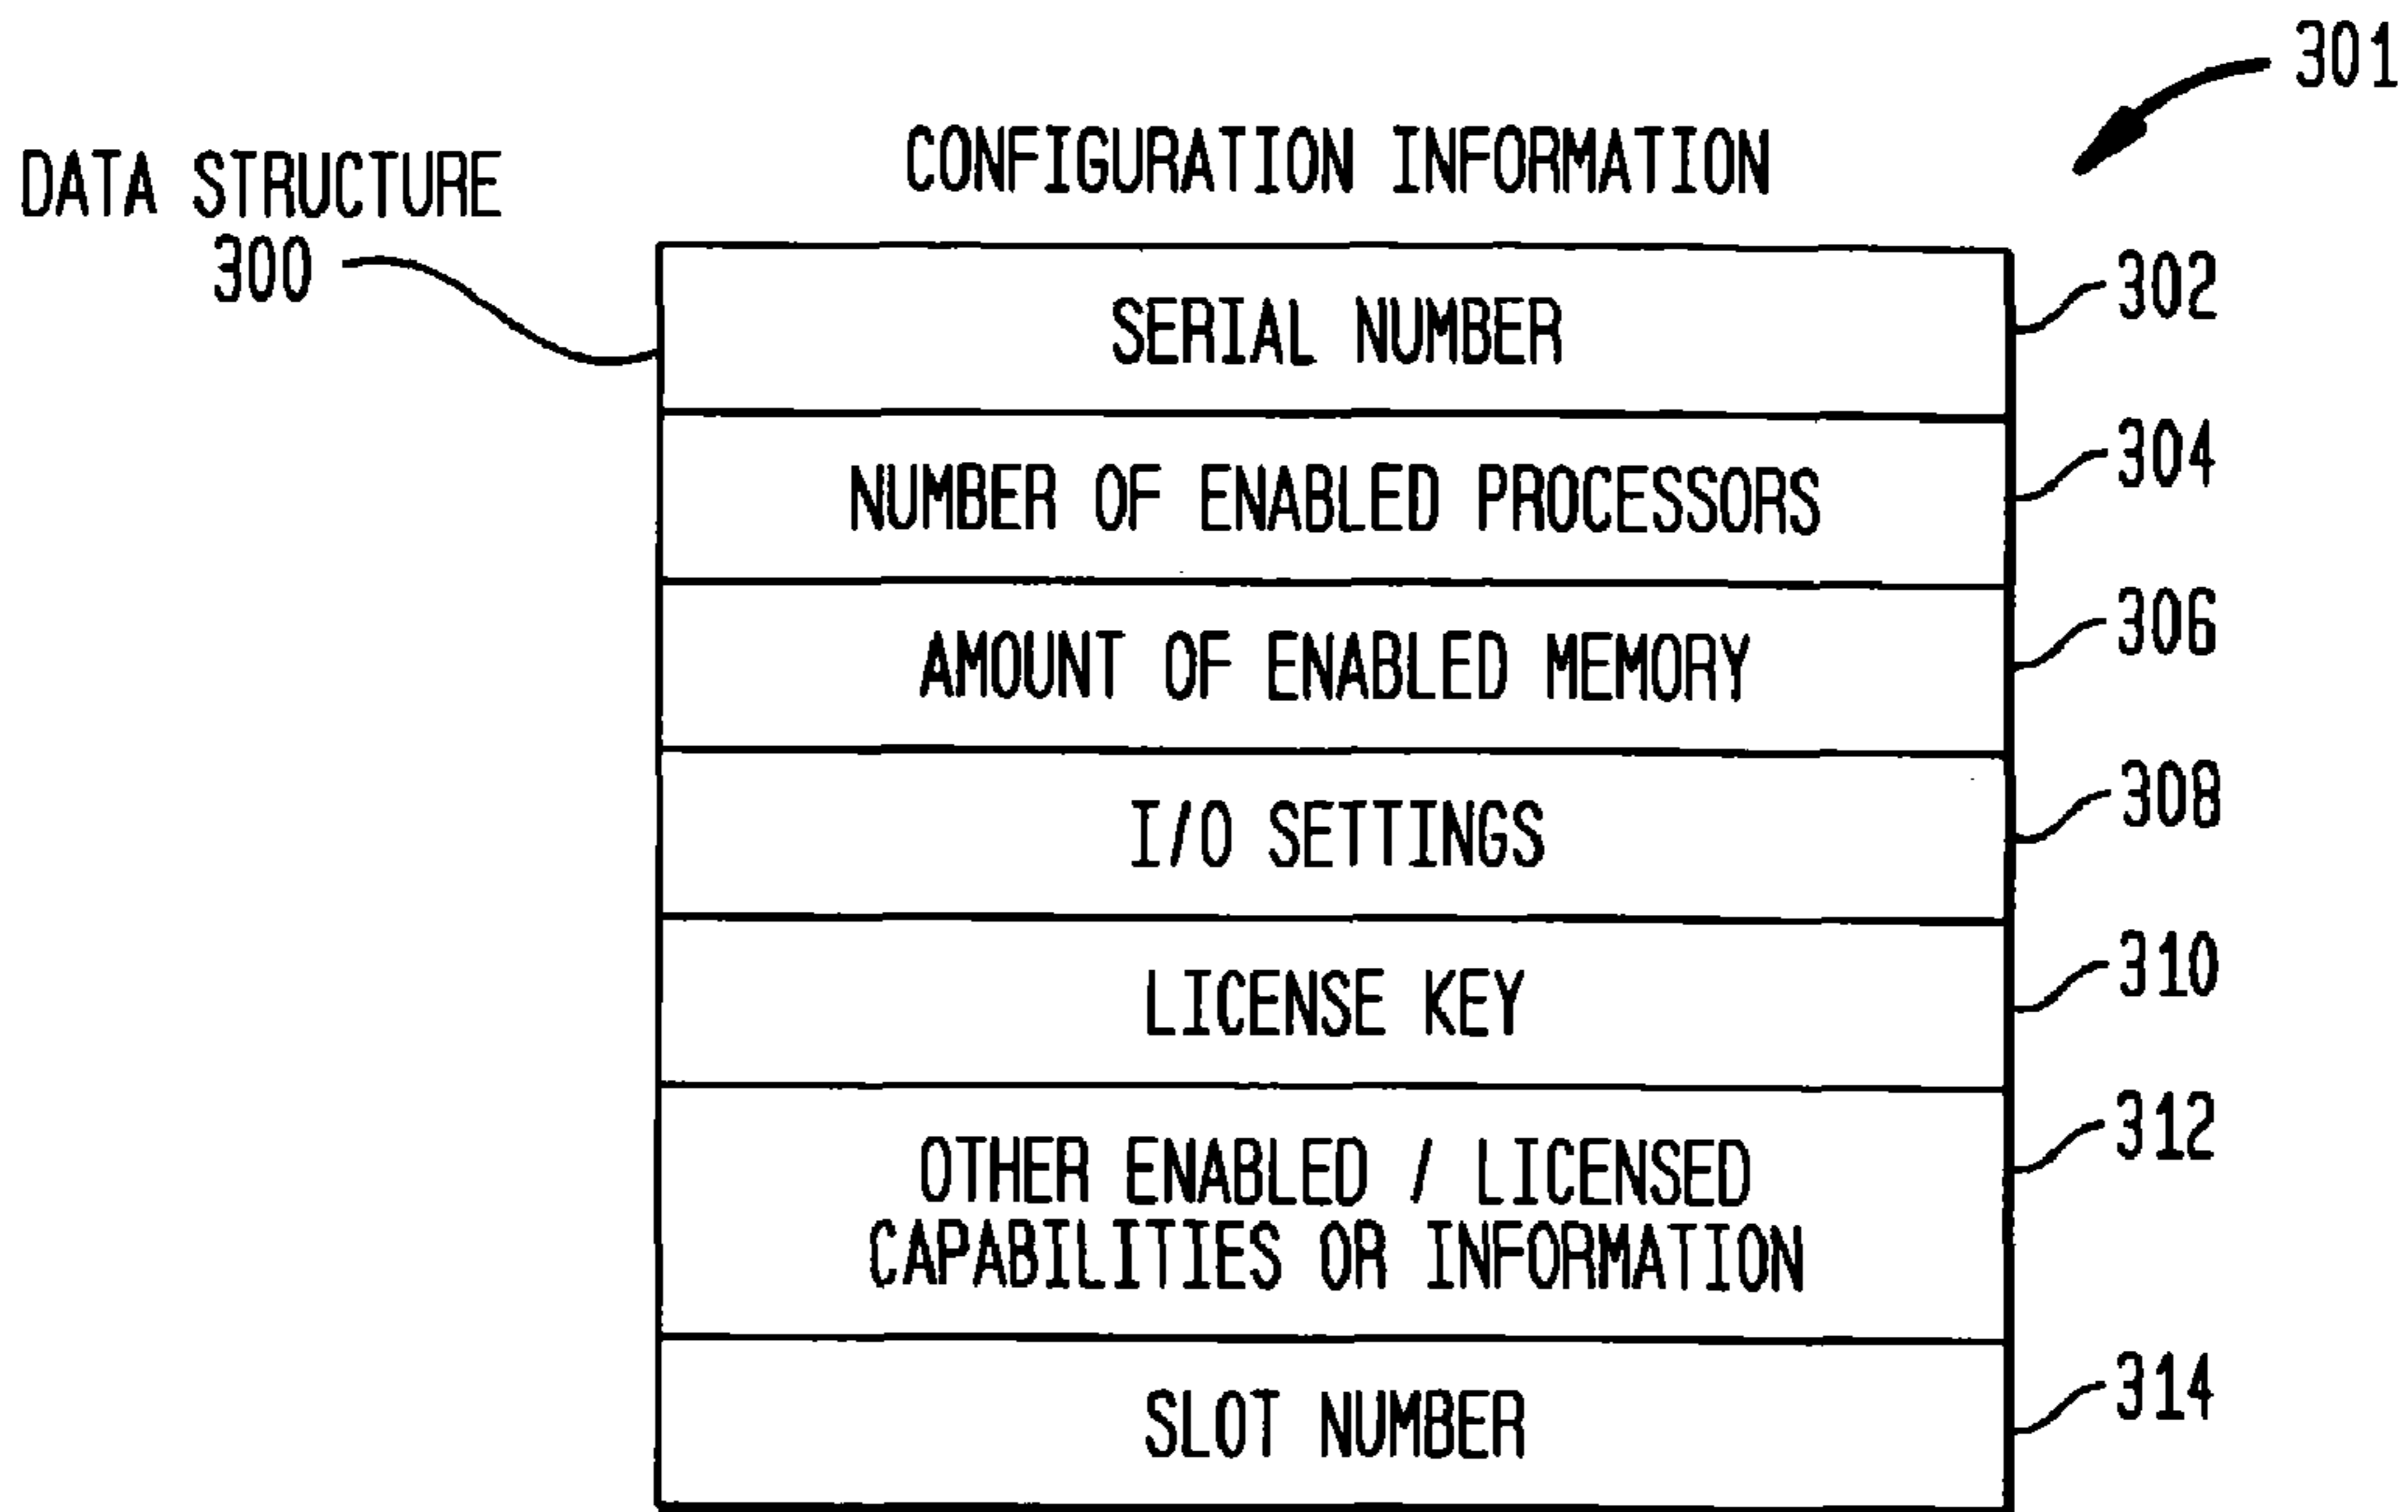 301
CONFIGURATION INFORMATION
DATA STRUCTURE
300
SERIAL NUMBER
302
NUMBER OF ENABLED PROCESSORS
304
AMOUNT OF ENABLED MEMORY
306
I/O SETTINGS
308
LICENSE KEY
310
OTHER ENABLED / LICENSED
CAPABILITIES OR INFORMATION
312
SLOT NUMBER
314